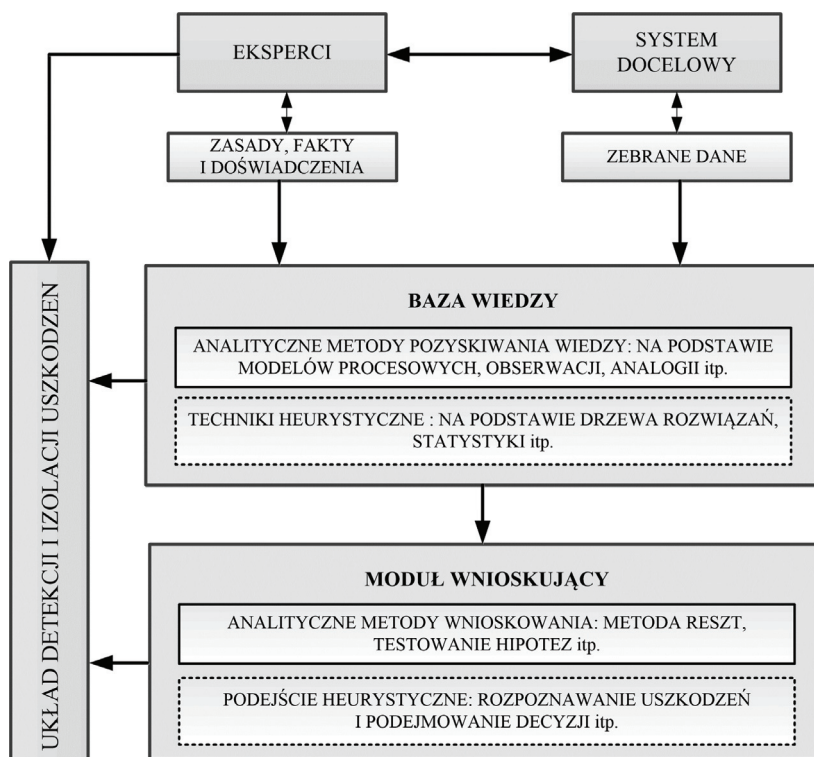 EKSPERCI
SYSTEM
DOCELOWY
ZASADY, FAKTY
I DOŚWIADCZENIA
ZEBRANE DANE
UKŁAD DETEKCJI I IZOLACJI USZKODZEN
BAZA WIEDZY
ANALITYCZNE METODY POZYSKIWANIA WIEDZY: NA PODSTAWIE
MODELÓW PROCESOWYCH, OBSERWACJI, ANALOGII itp.
TECHNIKI HEURYSTYCZNE : NA PODSTAWIE DRZEWA ROZWIĄZAŃ,
STATYSTYKI itp.
MODUŁ WNIOSKUJĄCY
ANALITYCZNE METODY WNIOSKOWANIA: METODA RESZT,
TESTOWANIE HIPOTEZ itp.
PODEJŚCIE HEURYSTYCZNE: ROZPOZNAWANIE USZKODZEŃ
I PODEJMOWANIE DECYZJI itp.